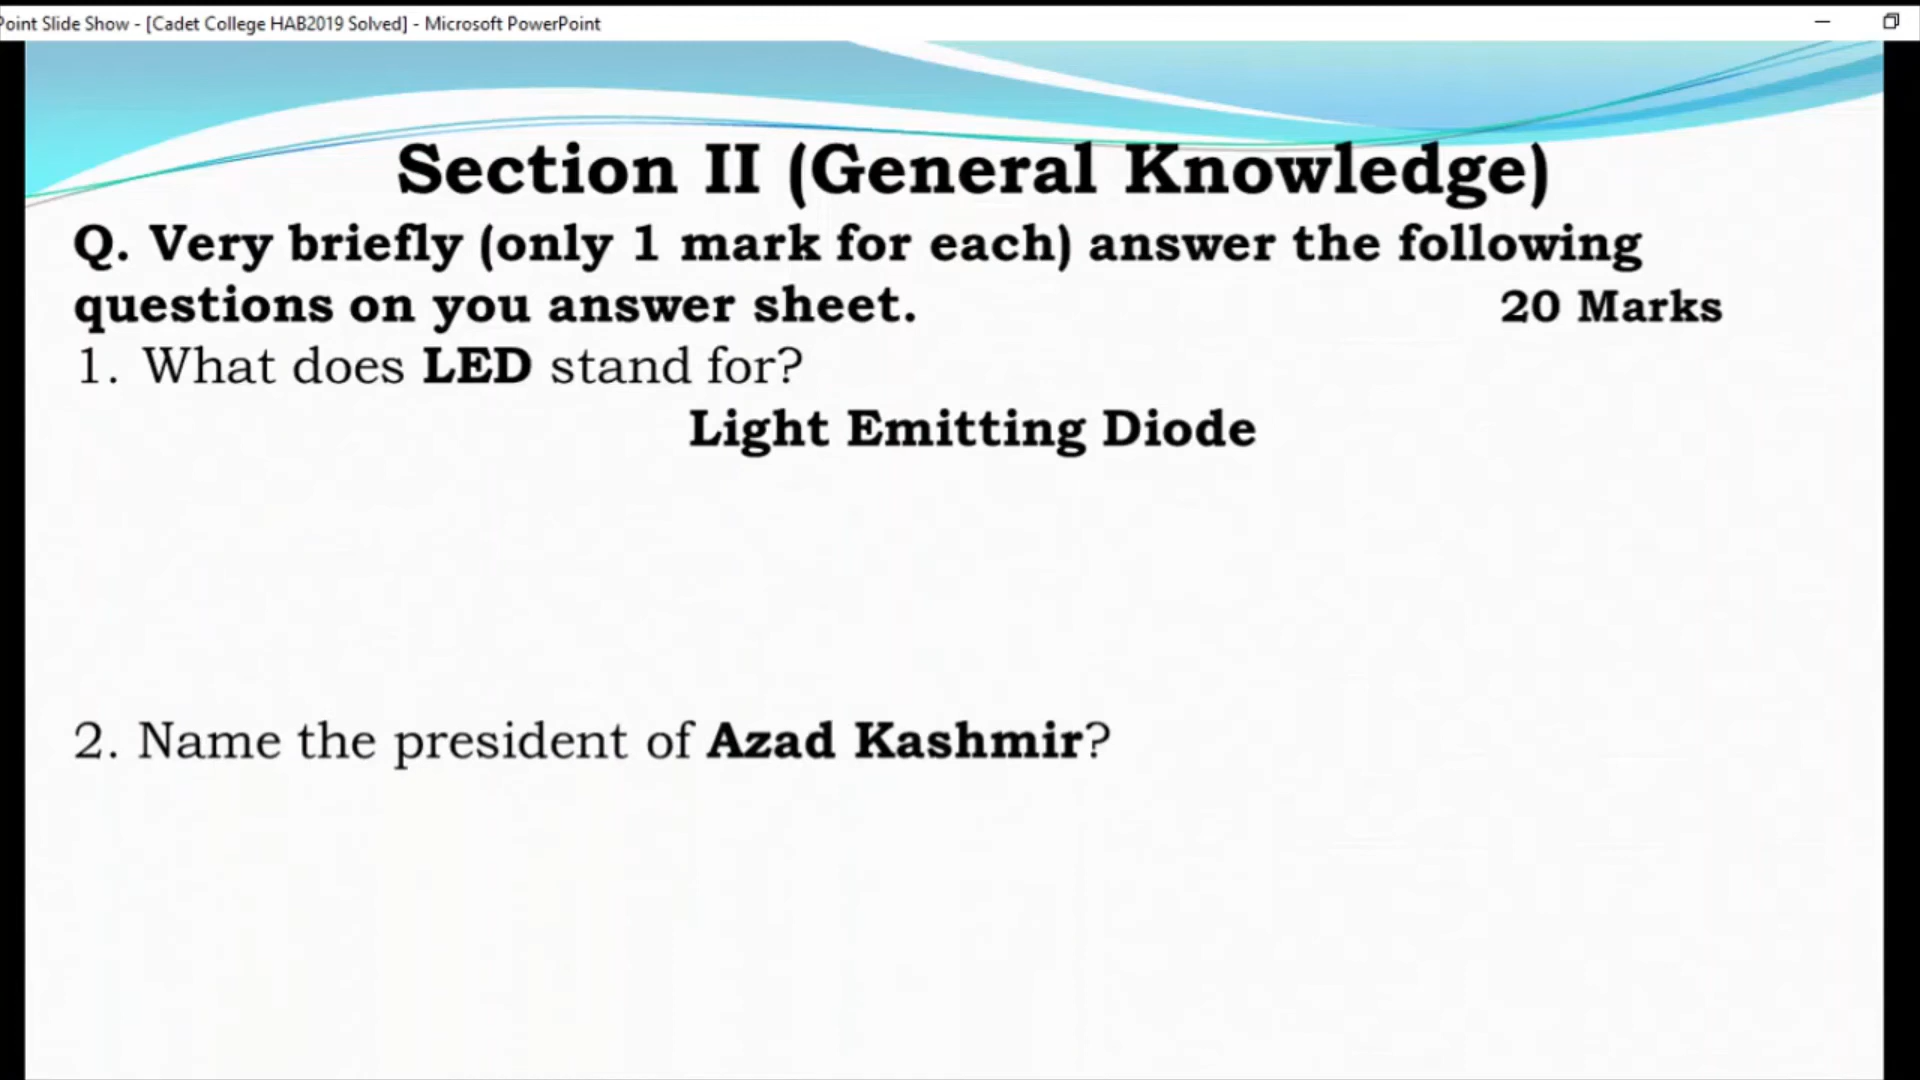 Point Slide Show - [Cadet College HAB2019 Solved] - Microsoft PowerPoint
Section II (General Knowledge)
Q. Very briefly (only 1 mark for each) answer the following
questions on you answer sheet. 20 Marks
1. What does LED stand for?
Light Emitting Diode
2. Name the president of Azad Kashmir?